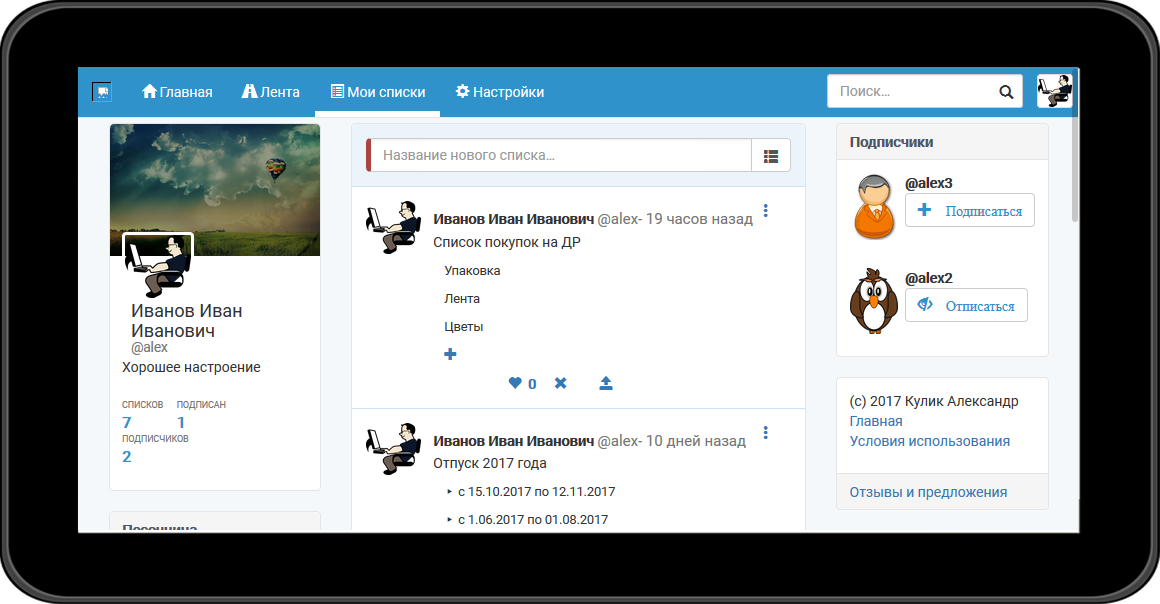 Главная Лента Мои списки Настройки Поиск...
Иванов Иван
Иванович
@alex
Хорошее настроение
СПИСКОВ ПОДПИСАН
7 1
ПОДПИСЧИКОВ
2
Песочница
Название нового списка...
Иванов Иван Иванович @alex- 19 часов назад
Список покупок на ДР
Упаковка
Лента
Цветы
0
Иванов Иван Иванович @alex- 10 дней назад
Отпуск 2017 года
с 15.10.2017 по 12.11.2017
с 1.06.2017 по 01.08.2017
Подписчики
@alex3
Подписаться
@alex2
Отписаться
(c) 2017 Кулик Александр
Главная
Условия использования
Отзывы и предложения